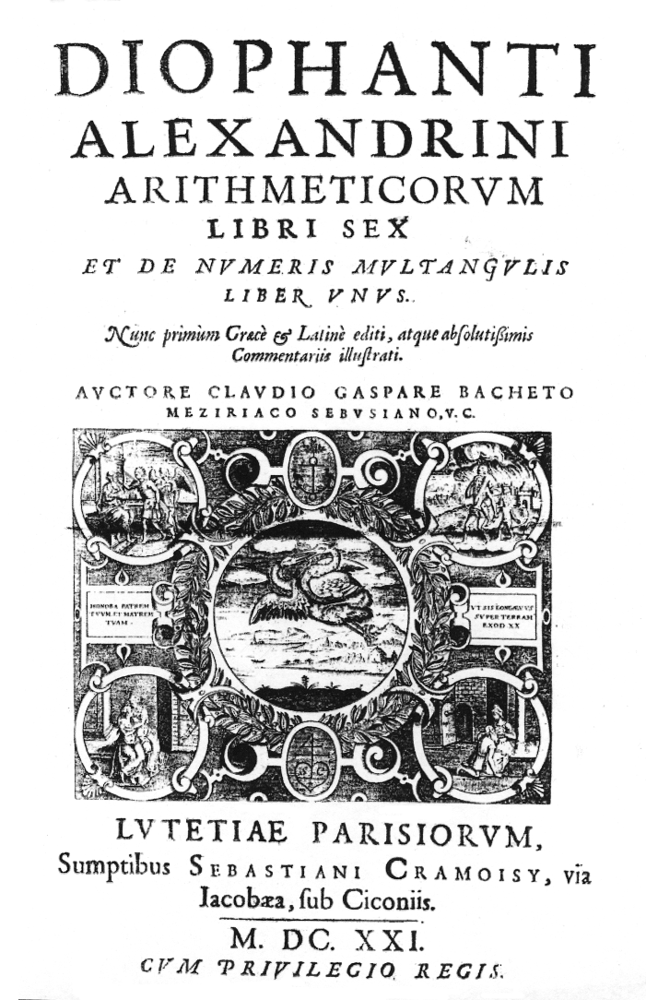 DIOPHANTI
ALEXANDRINI
ARITHMETICORVM
LIBRI SEX
ET DE NVMERIS MVLTANGVLIS
LIBER VNVS.
Nunc primùm Græcè & Latinè editi, atque absolutißimis
Commentariis illuſtrati.
AVCTORE CLAVDIO GASPARE BACHETO
MEZIRIACO SEBVSIANO, V. C.
HONORA PATREM
TVVM ET MATREM
TVAM
VT SIS LONGÆVVS
SVPER TERRAM
EXOD XX
LVTETIAE PARISIORVM,
Sumptibus SEBASTIANI CRAMOISY, via
Iacobæa, ſub Ciconiis.
M. DC. XXI.
CVM PRIVILEGIO REGIS.